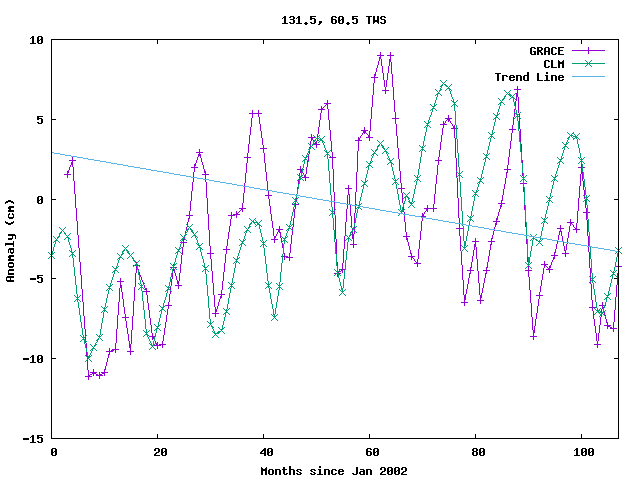 131.5, 60.5 TWS
GRACE
CLM
Trend Line
10
5
0
-5
-10
-15
Anomaly (cm)
0 20 40 60 80 100
Months since Jan 2002